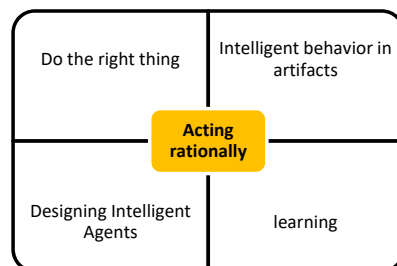 Do the right thing
Intelligent behavior in
artifacts
Acting
rationally
Designing Intelligent
Agents
learning